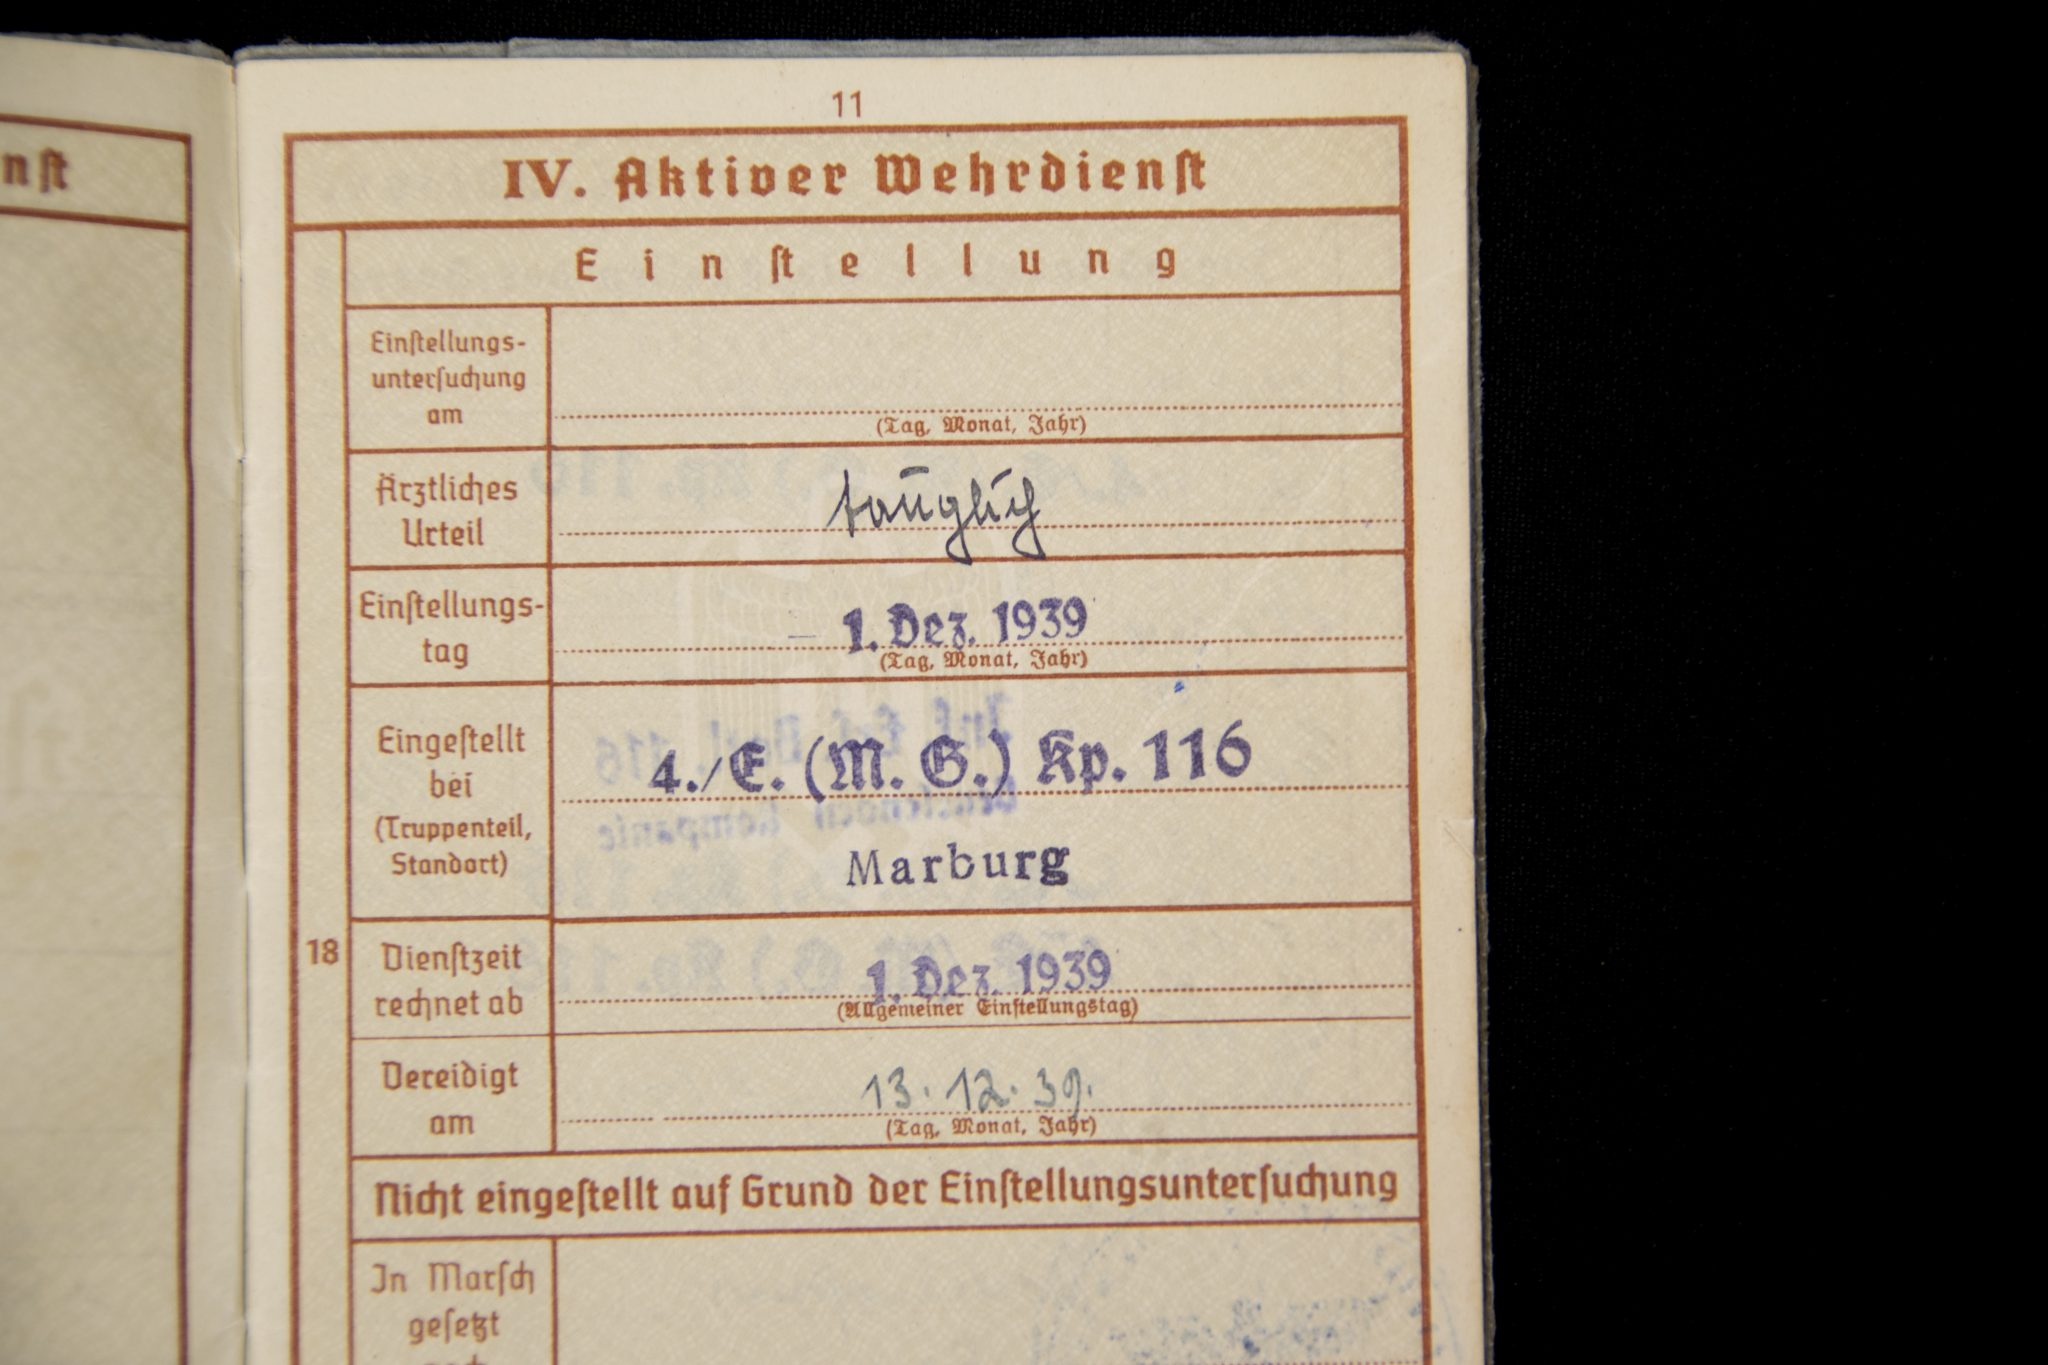 nst
11
IV. Aktiver Wehrdienst
Einstellung
Einstellungs-
untersuchung
am
(Tag, Monat, Jahr)
Ärztliches
Urteil
tauglich
Einstellungs-
tag
1. Dez. 1939
(Tag, Monat, Jahr)
Eingestellt
bei
(Truppenteil,
Standort)
4./E. (M. G.) Kp. 116
Marburg
18
Dienstzeit
rechnet ab
1. Dez. 1939
(Allgemeiner Einstellungstag)
Vereidigt
am
13. 12. 39.
(Tag, Monat, Jahr)
Nicht eingestellt auf Grund der Einstellungsuntersuchung
In Marsch
gesetzt